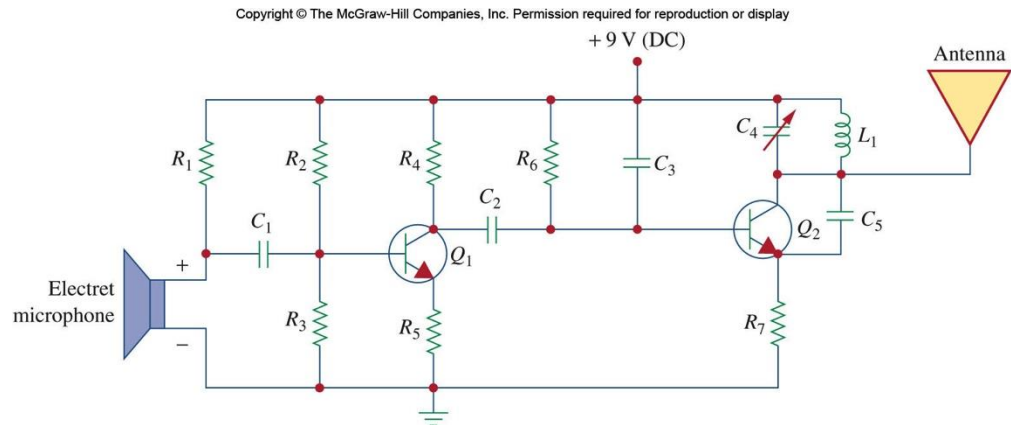 Copyright © The McGraw-Hill Companies, Inc. Permission required for reproduction or display
+ 9 V (DC)
Antenna
C4
L1
R1
R2
R4
R6
C3
C1
C2
Q1
Q2
C5
+
Electret
microphone
–
R3
R5
R7